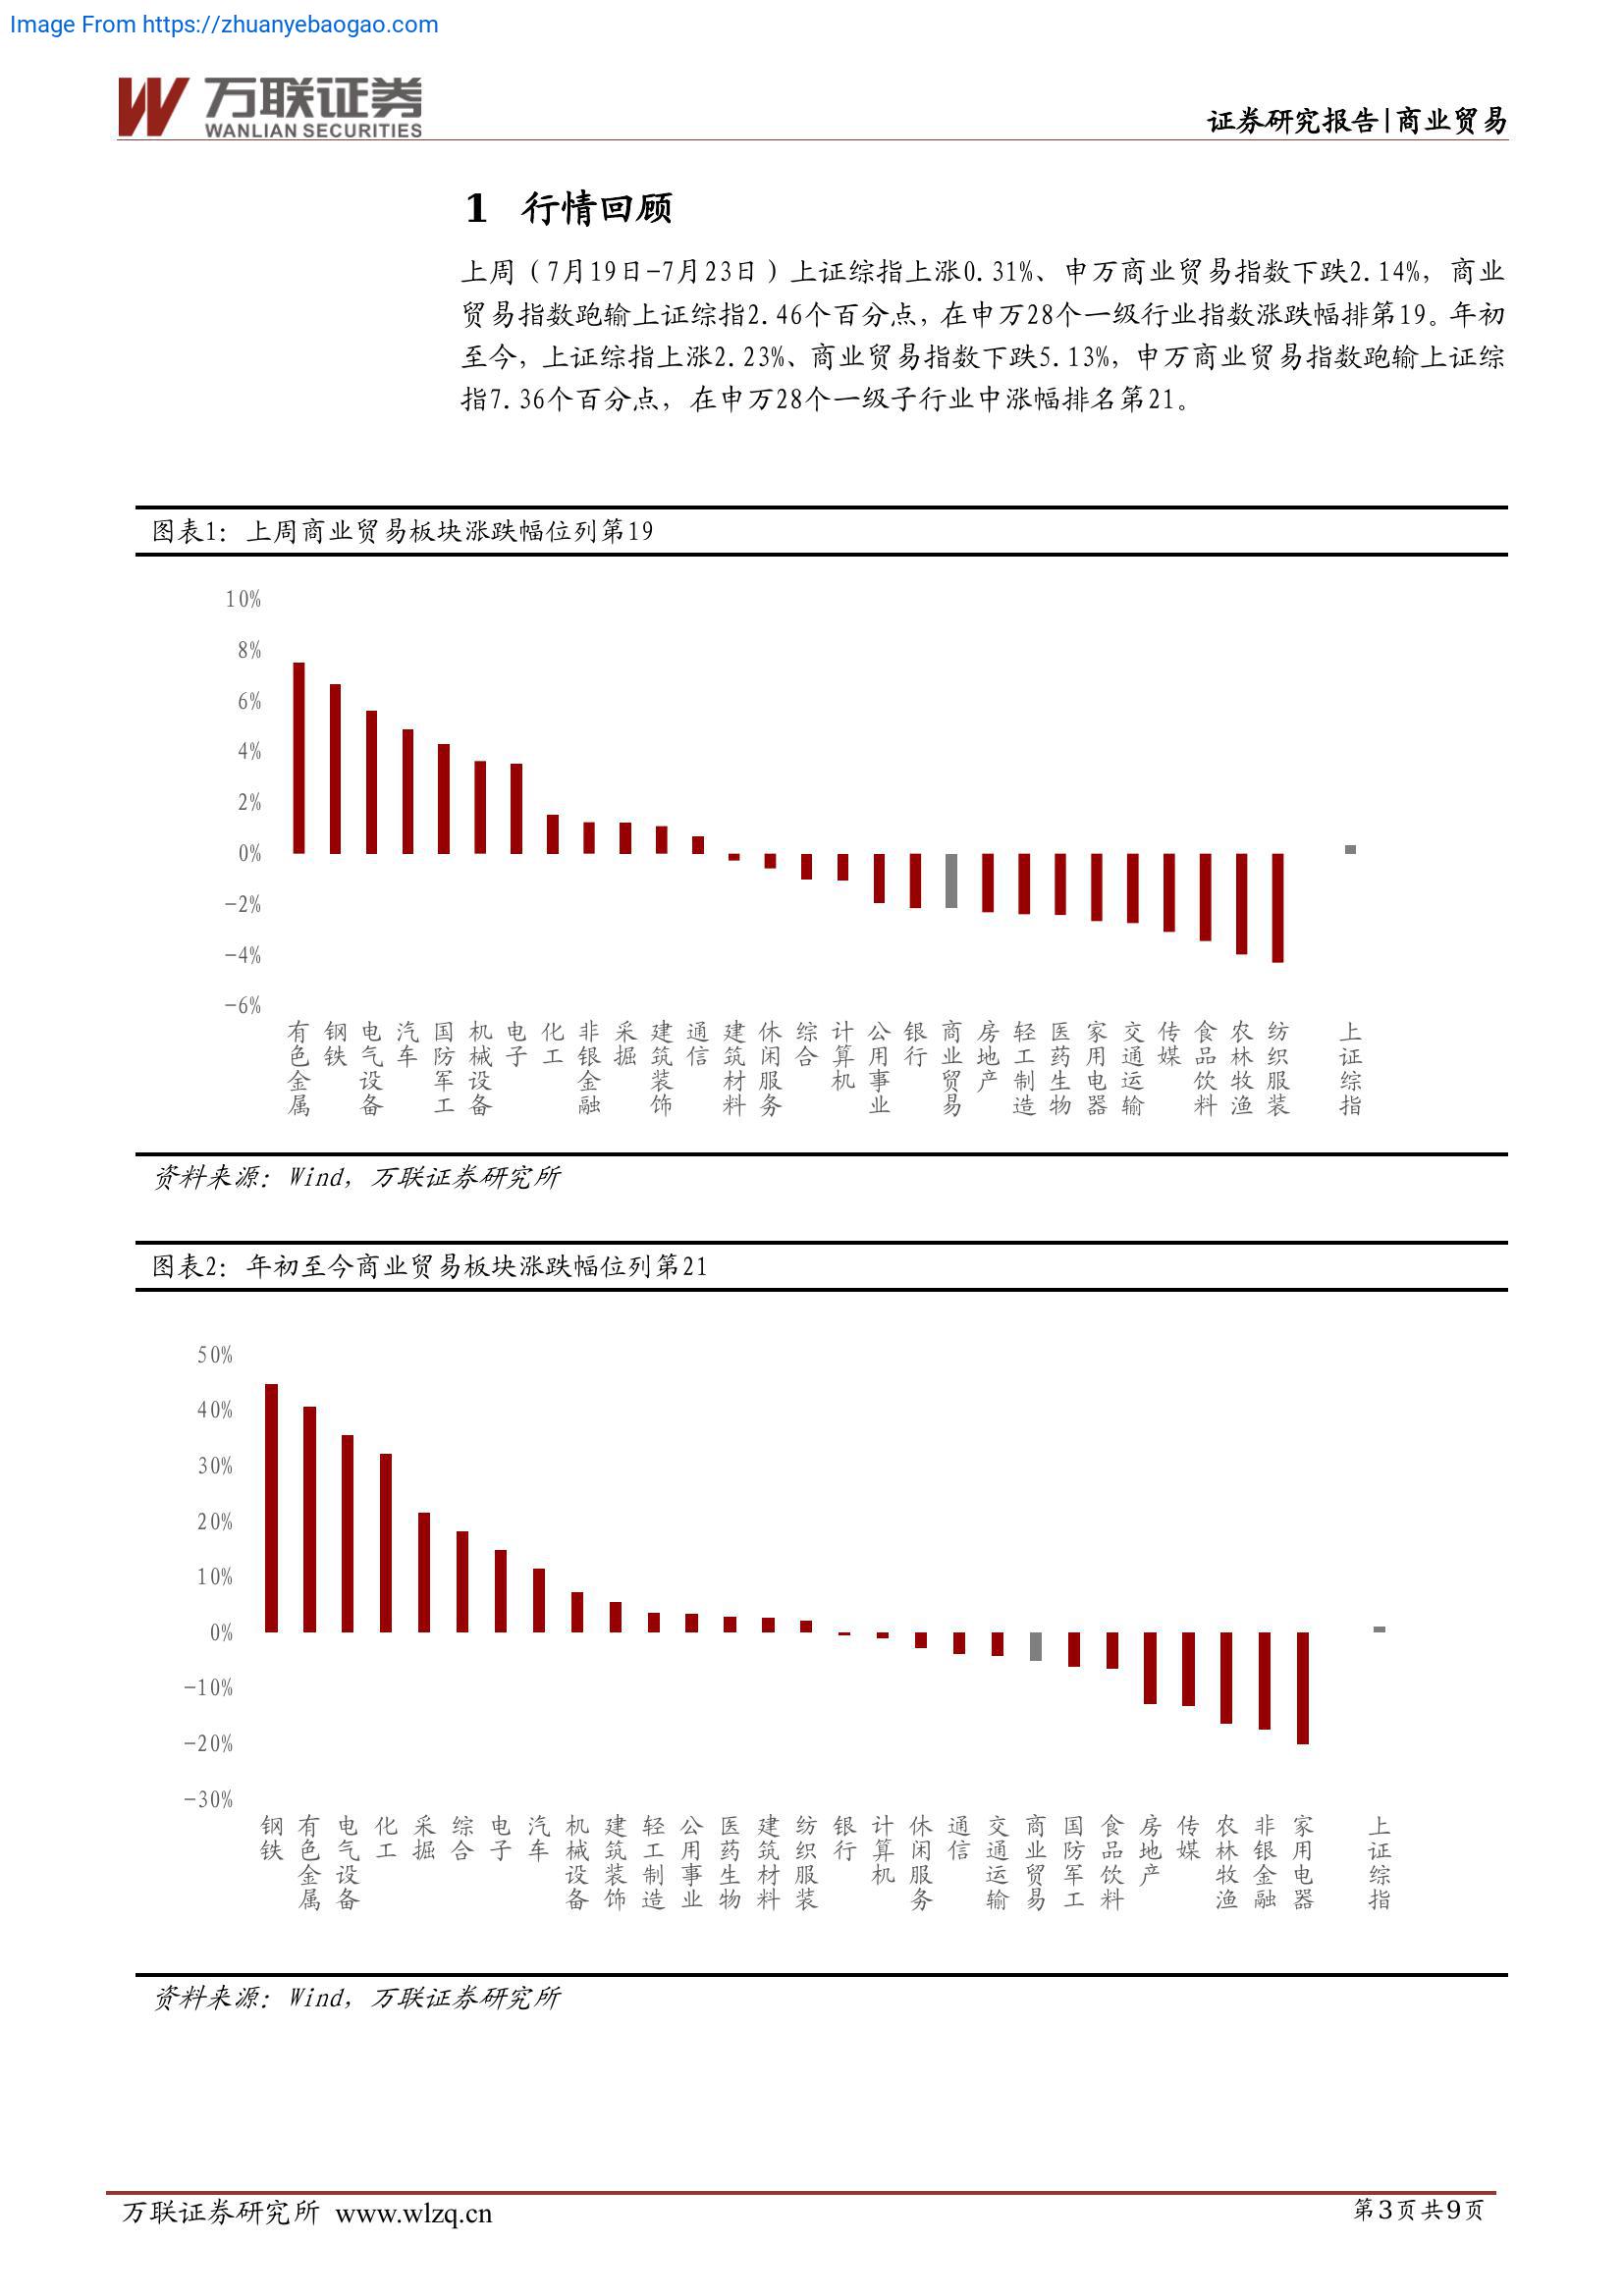 Image From https://zhuanyebaogao.com
万联证券
WANLIAN SECURITIES
证券研究报告|商业贸易
1 行情回顾
上周（7月19日-7月23日）上证综指上涨0.31%、申万商业贸易指数下跌2.14%，商业
贸易指数跑输上证综指2.46个百分点，在申万28个一级行业指数涨跌幅排第19。年初
至今，上证综指上涨2.23%、商业贸易指数下跌5.13%，申万商业贸易指数跑输上证综
指7.36个百分点，在申万28个一级子行业中涨幅排名第21。
图表1：上周商业贸易板块涨跌幅位列第19
10%
8%
6%
4%
2%
0%
-2%
-4%
-6%
有色金属
钢铁
电气设备
汽车
国防军工
机械设备
电子
化工
非银金融
采掘
建筑装饰
通信
建筑材料
休闲服务
综合
计算机
公用事业
银行
商业贸易
房地产
轻工制造
医药生物
家用电器
交通运输
传媒
食品饮料
农林牧渔
纺织服装
上证综指
资料来源：Wind，万联证券研究所
图表2：年初至今商业贸易板块涨跌幅位列第21
50%
40%
30%
20%
10%
0%
-10%
-20%
-30%
钢铁
有色金属
电气设备
化工
采掘
综合
电子
汽车
机械设备
建筑装饰
轻工制造
公用事业
医药生物
建筑材料
纺织服装
银行
计算机
休闲服务
通信
交通运输
商业贸易
国防军工
食品饮料
房地产
传媒
农林牧渔
非银金融
家用电器
上证综指
资料来源：Wind，万联证券研究所
万联证券研究所 www.wlzq.cn
第3页共9页